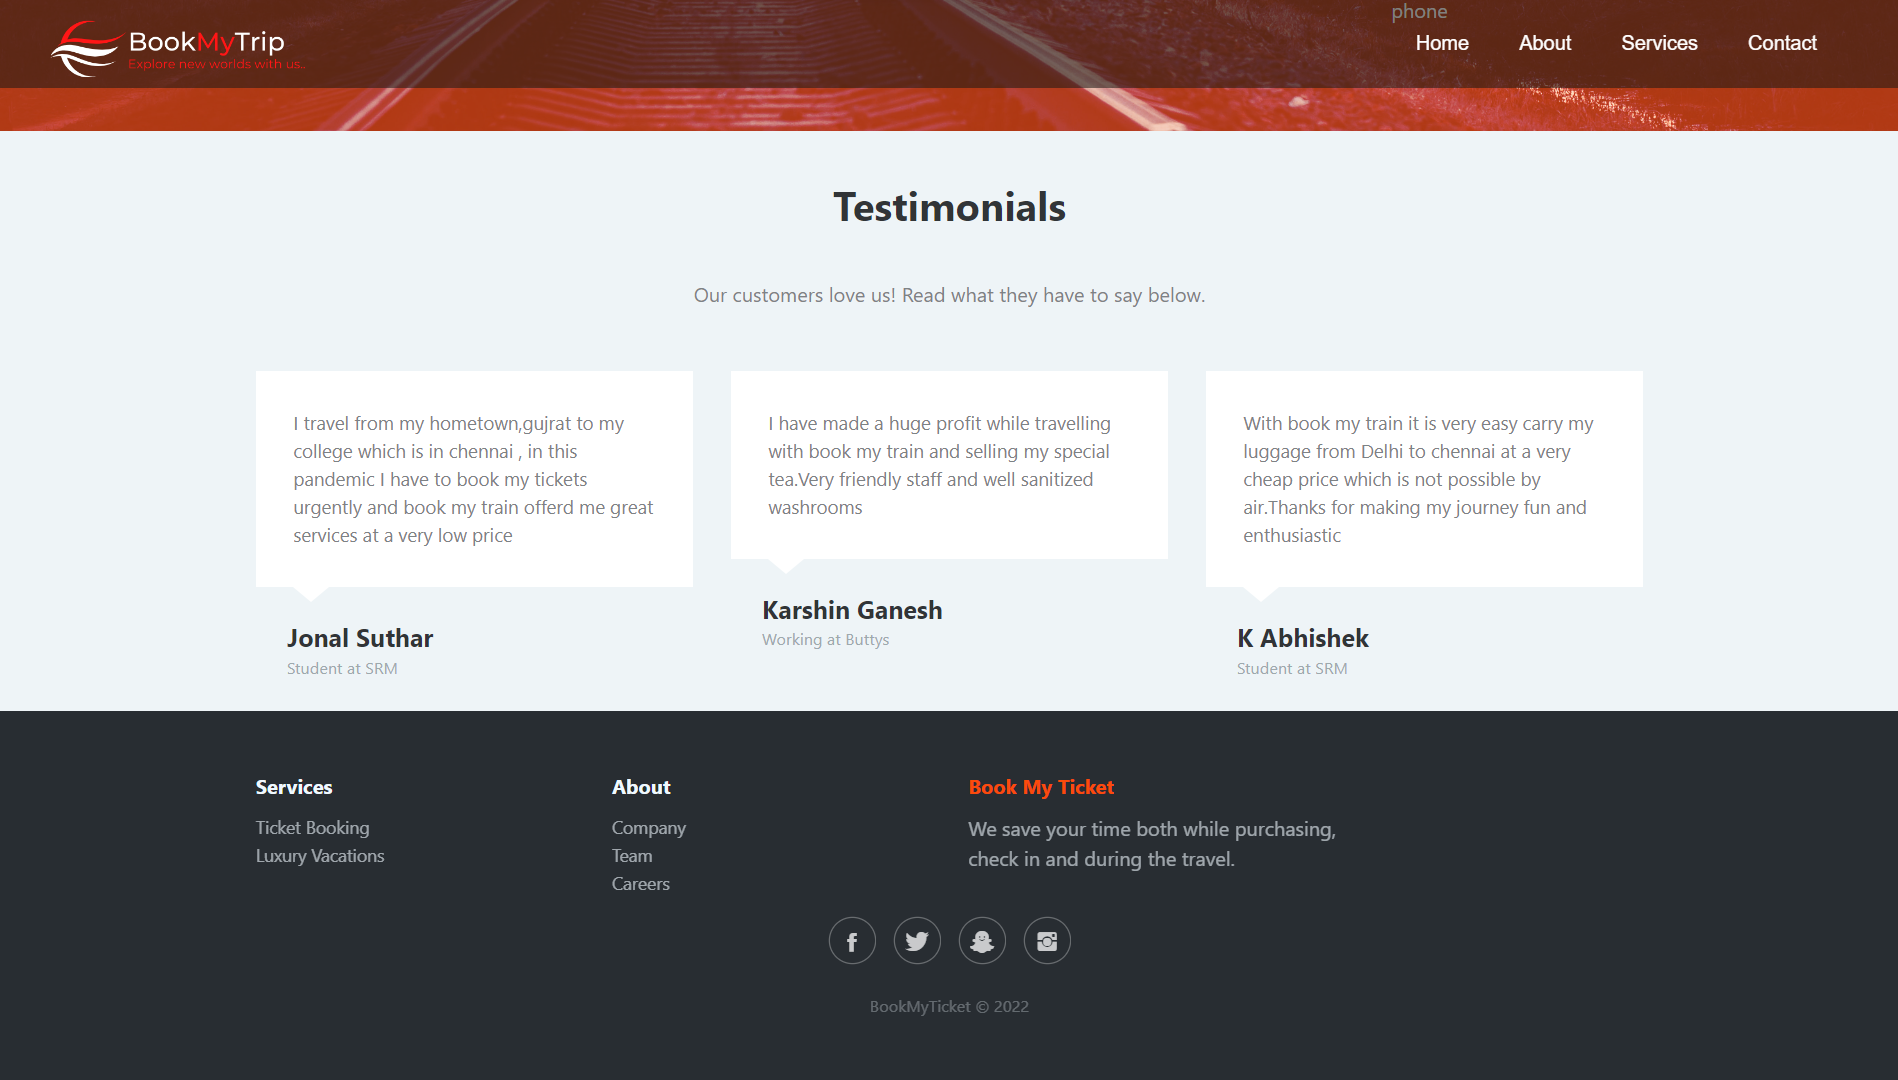 phone
BookMyTrip
Explore new worlds with us..
Home About Services Contact
Testimonials
Our customers love us! Read what they have to say below.
I travel from my hometown,gujrat to my
college which is in chennai , in this
pandemic I have to book my tickets
urgently and book my train offerd me great
services at a very low price
Jonal Suthar
Student at SRM
I have made a huge profit while travelling
with book my train and selling my special
tea.Very friendly staff and well sanitized
washrooms
Karshin Ganesh
Working at Buttys
With book my train it is very easy carry my
luggage from Delhi to chennai at a very
cheap price which is not possible by
air.Thanks for making my journey fun and
enthusiastic
K Abhishek
Student at SRM
Services
Ticket Booking
Luxury Vacations
About
Company
Team
Careers
Book My Ticket
We save your time both while purchasing,
check in and during the travel.
BookMyTicket © 2022